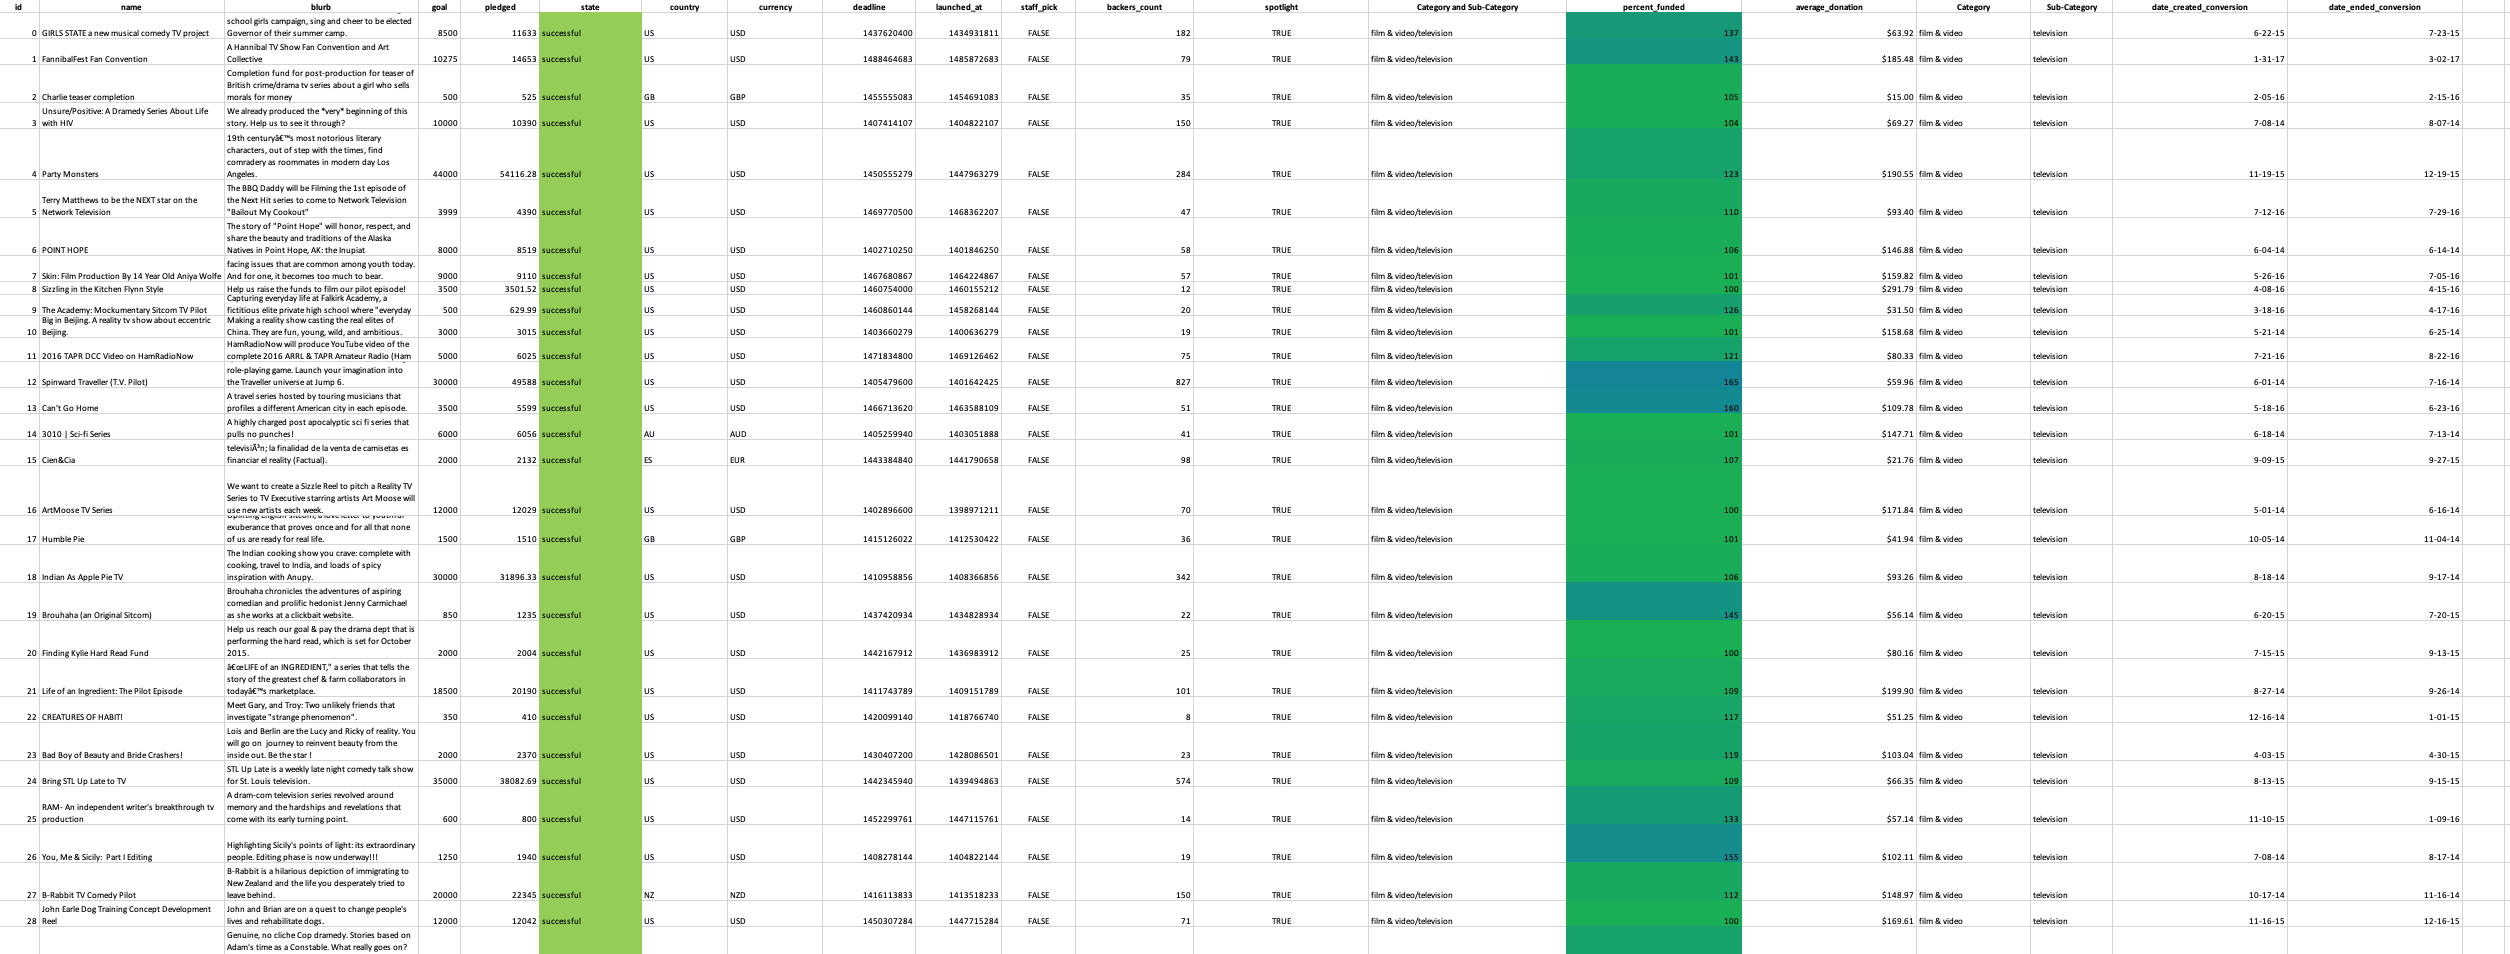 id name blurb goal pledged state country currency deadline launched_at staff_pick backers_count spotlight Category and Sub-Category percent_funded average_donation Category Sub-Category date_created_conversion date_ended_conversion
school girls campaign, sing and cheer to be elected
0 GIRLS STATE a new musical comedy TV project Governor of their summer camp. 8500 11633 successful US USD 1437620400 1434931811 FALSE 182 TRUE film & video/television 137 $63.92 film & video television 6-22-15 7-23-15
A Hannibal TV Show Fan Convention and Art
1 FannibalFest Fan Convention Collective 10275 14653 successful US USD 1488464683 1485872683 FALSE 79 TRUE film & video/television 143 $185.48 film & video television 1-31-17 3-02-17
Completion fund for post-production for teaser of
British crime/drama tv series about a girl who sells
2 Charlie teaser completion morals for money 500 525 successful GB GBP 1455555083 1454691083 FALSE 35 TRUE film & video/television 105 $15.00 film & video television 2-05-16 2-15-16
Unsure/Positive: A Dramedy Series About Life We already produced the *very* beginning of this
3 with HIV story. Help us to see it through? 10000 10390 successful US USD 1407414107 1404822107 FALSE 150 TRUE film & video/television 104 $69.27 film & video television 7-08-14 8-07-14
19th centuryâ€™s most notorious literary
characters, out of step with the times, find
comradery as roommates in modern day Los
4 Party Monsters Angeles. 44000 54116.28 successful US USD 1450555279 1447963279 FALSE 284 TRUE film & video/television 123 $190.55 film & video television 11-19-15 12-19-15
The BBQ Daddy will be Filming the 1st episode of
Terry Matthews to be the NEXT star on the the Next Hit series to come to Network Television
5 Network Television "Bailout My Cookout" 3999 4390 successful US USD 1469770500 1468362207 FALSE 47 TRUE film & video/television 110 $93.40 film & video television 7-12-16 7-29-16
The story of "Point Hope" will honor, respect, and
share the beauty and traditions of the Alaska
6 POINT HOPE Natives in Point Hope, AK: the Inupiat 8000 8519 successful US USD 1402710250 1401846250 FALSE 58 TRUE film & video/television 106 $146.88 film & video television 6-04-14 6-14-14
facing issues that are common among youth today.
7 Skin: Film Production By 14 Year Old Aniya Wolfe And for one, it becomes too much to bear. 9000 9110 successful US USD 1467680867 1464224867 FALSE 57 TRUE film & video/television 101 $159.82 film & video television 5-26-16 7-05-16
8 Sizzling in the Kitchen Flynn Style Help us raise the funds to film our pilot episode! 3500 3501.52 successful US USD 1460754000 1460155212 FALSE 12 TRUE film & video/television 100 $291.79 film & video television 4-08-16 4-15-16
Capturing everyday life at Falkirk Academy, a
9 The Academy: Mockumentary Sitcom TV Pilot fictitious elite private high school where "everyday 500 629.99 successful US USD 1460860144 1458268144 FALSE 20 TRUE film & video/television 126 $31.50 film & video television 3-18-16 4-17-16
Big in Beijing. A reality tv show about eccentric Making a reality show casting the real elites of
10 Beijing. China. They are fun, young, wild, and ambitious. 3000 3015 successful US USD 1403660279 1400636279 FALSE 19 TRUE film & video/television 101 $158.68 film & video television 5-21-14 6-25-14
HamRadioNow will produce YouTube video of the
11 2016 TAPR DCC Video on HamRadioNow complete 2016 ARRL & TAPR Amateur Radio (Ham 5000 6025 successful US USD 1471834800 1469126462 FALSE 75 TRUE film & video/television 121 $80.33 film & video television 7-21-16 8-22-16
role-playing game. Launch your imagination into
12 Spinward Traveller (T.V. Pilot) the Traveller universe at Jump 6. 30000 49588 successful US USD 1405479600 1401642425 FALSE 827 TRUE film & video/television 165 $59.96 film & video television 6-01-14 7-16-14
A travel series hosted by touring musicians that
13 Can't Go Home profiles a different American city in each episode. 3500 5599 successful US USD 1466713620 1463588109 FALSE 51 TRUE film & video/television 160 $109.78 film & video television 5-18-16 6-23-16
A highly charged post apocalyptic sci fi series that
14 3010 | Sci-fi Series pulls no punches! 6000 6056 successful AU AUD 1405259940 1403051888 FALSE 41 TRUE film & video/television 101 $147.71 film & video television 6-18-14 7-13-14
televisiÃ³n; la finalidad de la venta de camisetas es
15 Cien&Cia financiar el reality (Factual). 2000 2132 successful ES EUR 1443384840 1441790658 FALSE 98 TRUE film & video/television 107 $21.76 film & video television 9-09-15 9-27-15
We want to create a Sizzle Reel to pitch a Reality TV
Series to TV Executive starring artists Art Moose will
16 ArtMoose TV Series use new artists each week. 12000 12029 successful US USD 1402896600 1398971211 FALSE 70 TRUE film & video/television 100 $171.84 film & video television 5-01-14 6-16-14
exuberance that proves once and for all that none
17 Humble Pie of us are ready for real life. 1500 1510 successful GB GBP 1415126022 1412530422 FALSE 36 TRUE film & video/television 101 $41.94 film & video television 10-05-14 11-04-14
The Indian cooking show you crave: complete with
cooking, travel to India, and loads of spicy
18 Indian As Apple Pie TV inspiration with Anupy. 30000 31896.33 successful US USD 1410958856 1408366856 FALSE 342 TRUE film & video/television 106 $93.26 film & video television 8-18-14 9-17-14
Brouhaha chronicles the adventures of aspiring
comedian and prolific hedonist Jenny Carmichael
19 Brouhaha (an Original Sitcom) as she works at a clickbait website. 850 1235 successful US USD 1437420934 1434828934 FALSE 22 TRUE film & video/television 145 $56.14 film & video television 6-20-15 7-20-15
Help us reach our goal & pay the drama dept that is
performing the hard read, which is set for October
20 Finding Kylie Hard Read Fund 2015. 2000 2004 successful US USD 1442167912 1436983912 FALSE 25 TRUE film & video/television 100 $80.16 film & video television 7-15-15 9-13-15
â€œLIFE of an INGREDIENT," a series that tells the
story of the greatest chef & farm collaborators in
21 Life of an Ingredient: The Pilot Episode todayâ€™s marketplace. 18500 20190 successful US USD 1411743789 1409151789 FALSE 101 TRUE film & video/television 109 $199.90 film & video television 8-27-14 9-26-14
Meet Gary, and Troy: Two unlikely friends that
22 CREATURES OF HABIT! investigate "strange phenomenon". 350 410 successful US USD 1420099140 1418766740 FALSE 8 TRUE film & video/television 117 $51.25 film & video television 12-16-14 1-01-15
Lois and Berlin are the Lucy and Ricky of reality. You
will go on journey to reinvent beauty from the
23 Bad Boy of Beauty and Bride Crashers! inside out. Be the star ! 2000 2370 successful US USD 1430407200 1428086501 FALSE 23 TRUE film & video/television 119 $103.04 film & video television 4-03-15 4-30-15
STL Up Late is a weekly late night comedy talk show
24 Bring STL Up Late to TV for St. Louis television. 35000 38082.69 successful US USD 1442345940 1439494863 FALSE 574 TRUE film & video/television 109 $66.35 film & video television 8-13-15 9-15-15
A dram-com television series revolved around
RAM- An independent writer's breakthrough tv memory and the hardships and revelations that
25 production come with its early turning point. 600 800 successful US USD 1452299761 1447115761 FALSE 14 TRUE film & video/television 133 $57.14 film & video television 11-10-15 1-09-16
Highlighting Sicily's points of light: its extraordinary
26 You, Me & Sicily: Part I Editing people. Editing phase is now underway!!! 1250 1940 successful US USD 1408278144 1404822144 FALSE 19 TRUE film & video/television 155 $102.11 film & video television 7-08-14 8-17-14
B-Rabbit is a hilarious depiction of immigrating to
New Zealand and the life you desperately tried to
27 B-Rabbit TV Comedy Pilot leave behind. 20000 22345 successful NZ NZD 1416113833 1413518233 FALSE 150 TRUE film & video/television 112 $148.97 film & video television 10-17-14 11-16-14
John Earle Dog Training Concept Development John and Brian are on a quest to change people's
28 Reel lives and rehabilitate dogs. 12000 12042 successful US USD 1450307284 1447715284 FALSE 71 TRUE film & video/television 100 $169.61 film & video television 11-16-15 12-16-15
Genuine, no cliche Cop dramedy. Stories based on
Adam's time as a Constable. What really goes on?